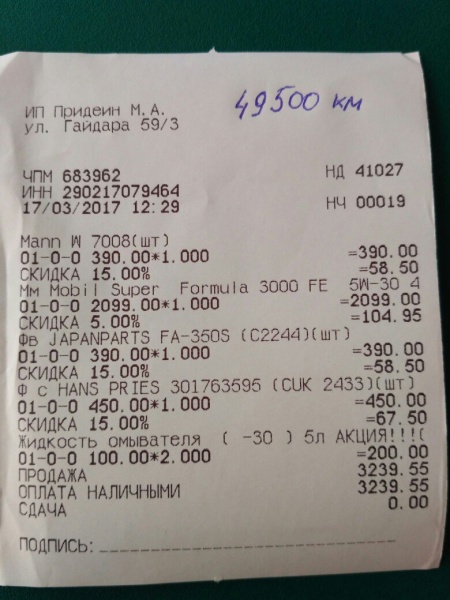 ИП Придеин М.А.
49500 км
ул. Гайдара 59/3
ЧПМ 683962 НД 41027
ИНН 290217079464
17/03/2017 12:29 НЧ 00019
Mann W 7008(шт)
01-0-0 390.00*1.000 =390.00
СКИДКА 15.00% =58.50
Мм Mobil Super Formula 3000 FE 5W-30 4
01-0-0 2099.00*1.000 =2099.00
СКИДКА 5.00% =104.95
Фв JAPANPARTS FA-350S (C2244)(шт)
01-0-0 390.00*1.000 =390.00
СКИДКА 15.00% =58.50
Ф с HANS PRIES 301763595 (CUK 2433)(шт)
01-0-0 450.00*1.000 =450.00
СКИДКА 15.00% =67.50
Жидкость омывателя ( -30 ) 5л АКЦИЯ!!!(
01-0-0 100.00*2.000 =200.00
ПРОДАЖА 3239.55
ОПЛАТА НАЛИЧНЫМИ 3239.55
СДАЧА 0.00
ПОДПИСЬ: